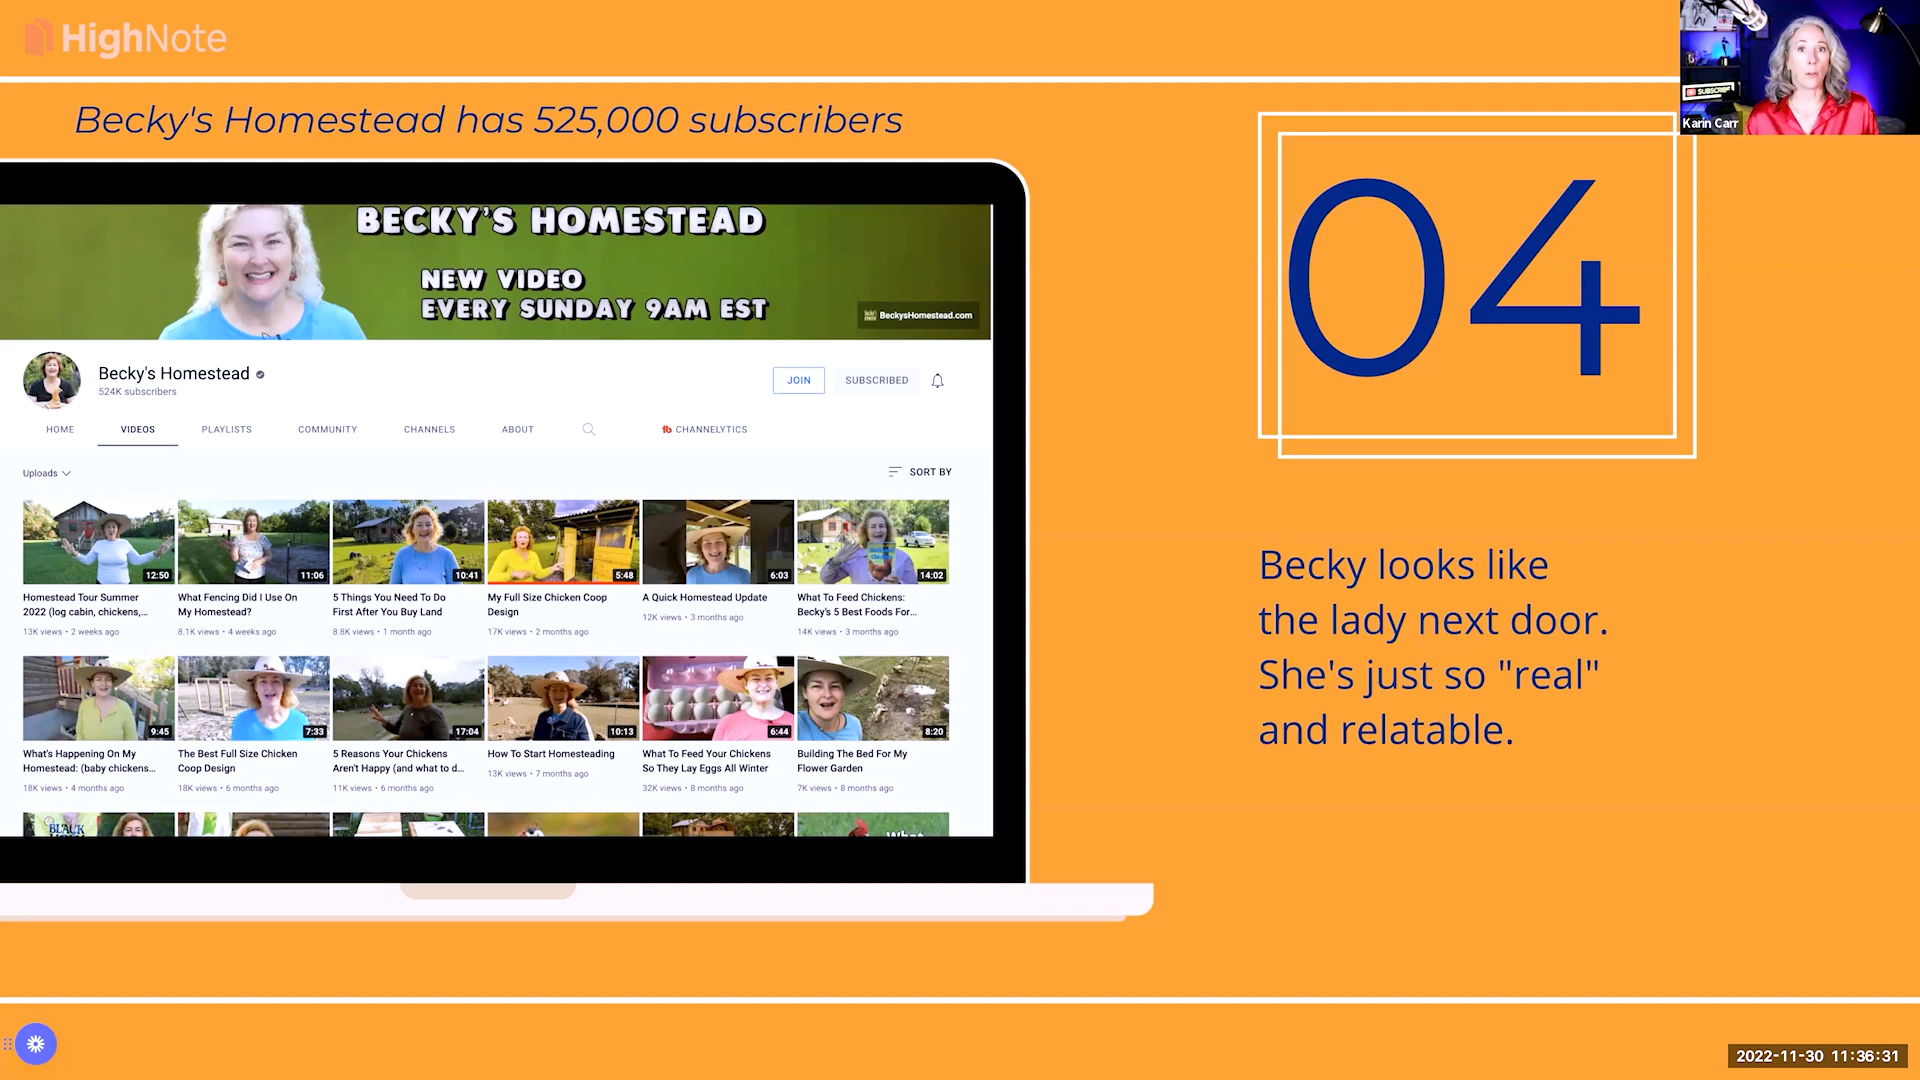 HighNote
Becky's Homestead has 525,000 subscribers
SUBSCRIBE
Karin Carr
BECKY'S HOMESTEAD
NEW VIDEO
EVERY SUNDAY 9AM EST
BeckysHomestead.com
Becky's Homestead
524K subscribers
JOIN SUBSCRIBED
HOME VIDEOS PLAYLISTS COMMUNITY CHANNELS ABOUT CHANNELYTICS
Uploads SORT BY
12:50 11:06 10:41 5:48 6:03 14:02
Homestead Tour Summer 2022 (log cabin, chickens,...
13K views • 2 weeks ago
What Fencing Did I Use On My Homestead?
8.1K views • 4 weeks ago
5 Things You Need To Do First After You Buy Land
8.8K views • 1 month ago
My Full Size Chicken Coop Design
17K views • 2 months ago
A Quick Homestead Update
12K views • 3 months ago
What To Feed Chickens: Becky's 5 Best Foods For...
14K views • 3 months ago
9:45 7:33 17:04 10:13 6:44 8:20
What's Happening On My Homestead: (baby chickens...
18K views • 4 months ago
The Best Full Size Chicken Coop Design
18K views • 6 months ago
5 Reasons Your Chickens Aren't Happy (and what to d...
11K views • 6 months ago
How To Start Homesteading
13K views • 7 months ago
What To Feed Your Chickens So They Lay Eggs All Winter
32K views • 8 months ago
Building The Bed For My Flower Garden
7K views • 8 months ago
BLACK
What
04
Becky looks like
the lady next door.
She's just so "real"
and relatable.
2022-11-30 11:36:31